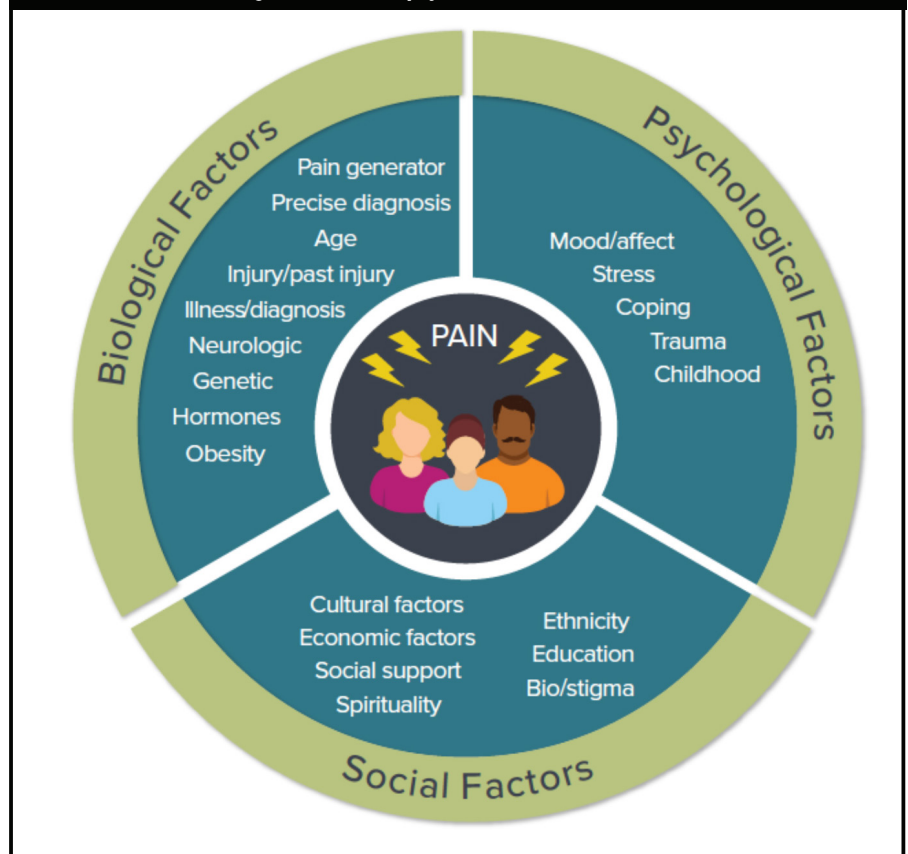 Biological Factors
Pain generator
Precise diagnosis
Age
Injury/past injury
Illness/diagnosis
Neurologic
Genetic
Hormones
Obesity
PAIN
Psychological Factors
Mood/affect
Stress
Coping
Trauma
Childhood
Cultural factors
Economic factors
Social support
Spirituality
Ethnicity
Education
Bio/stigma
Social Factors